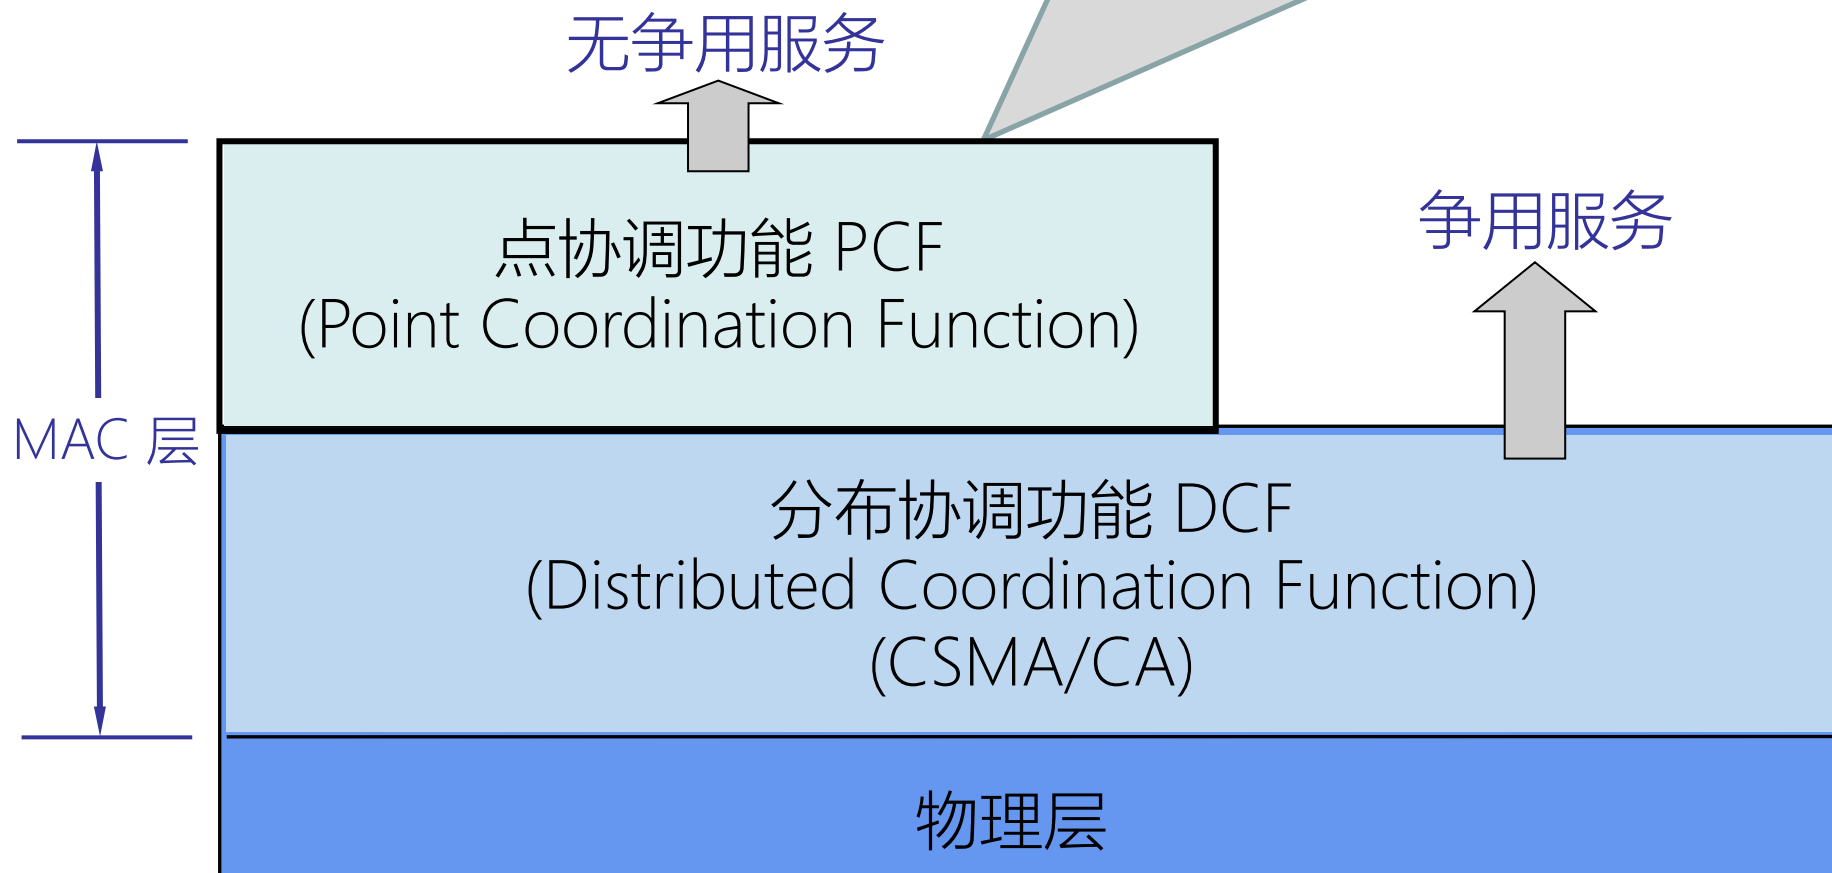 无争用服务
点协调功能 PCF
(Point Coordination Function)
争用服务
MAC 层
分布协调功能 DCF
(Distributed Coordination Function)
(CSMA/CA)
物理层